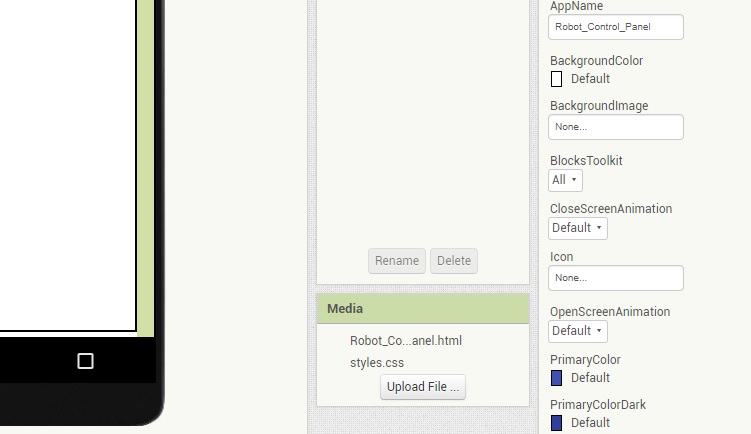 Rename
Delete
Media
Robot_Co...anel.html
styles.css
Upload File ...
AppName
Robot_Control_Panel
BackgroundColor
Default
BackgroundImage
None...
BlocksToolkit
All
CloseScreenAnimation
Default
Icon
None...
OpenScreenAnimation
Default
PrimaryColor
Default
PrimaryColorDark
Default